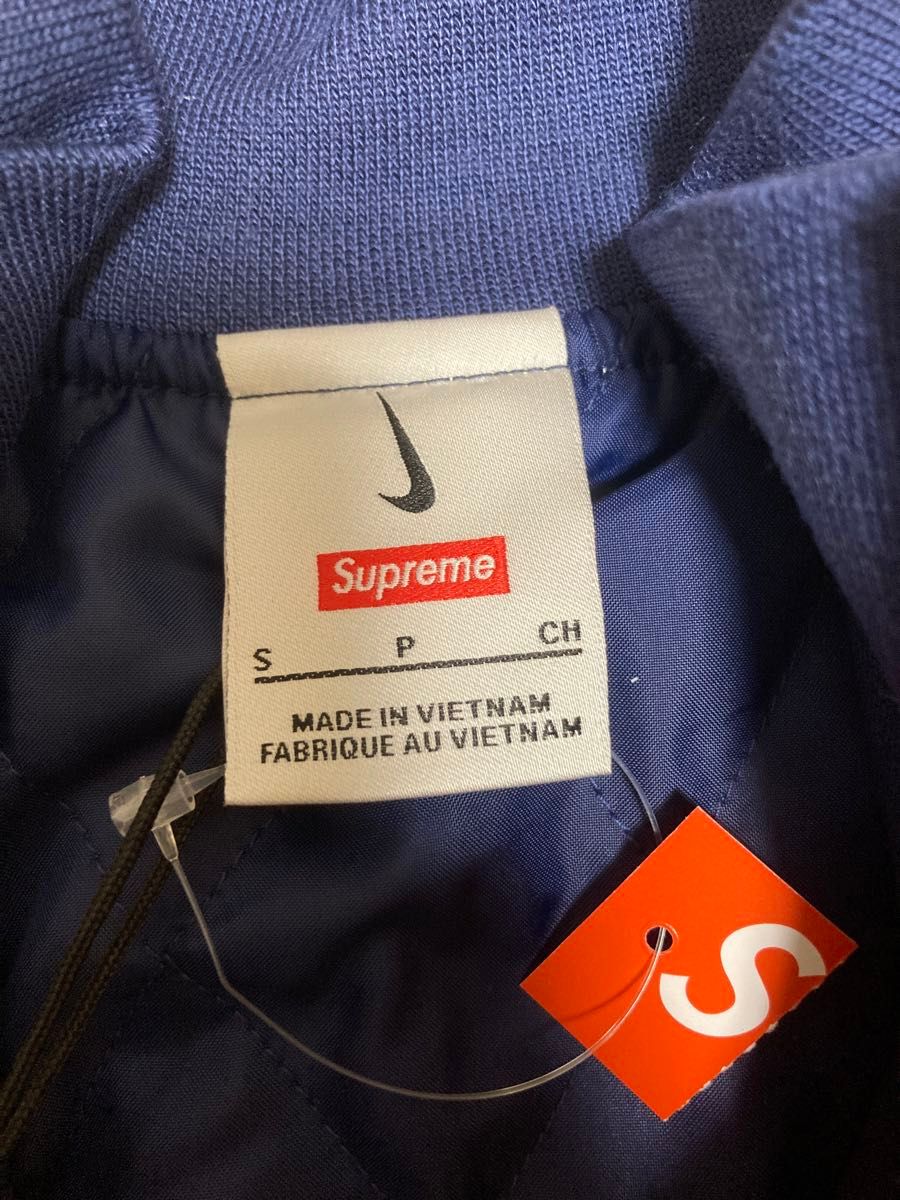 Supreme
S P CH
MADE IN VIETNAM
FABRIQUE AU VIETNAM
S